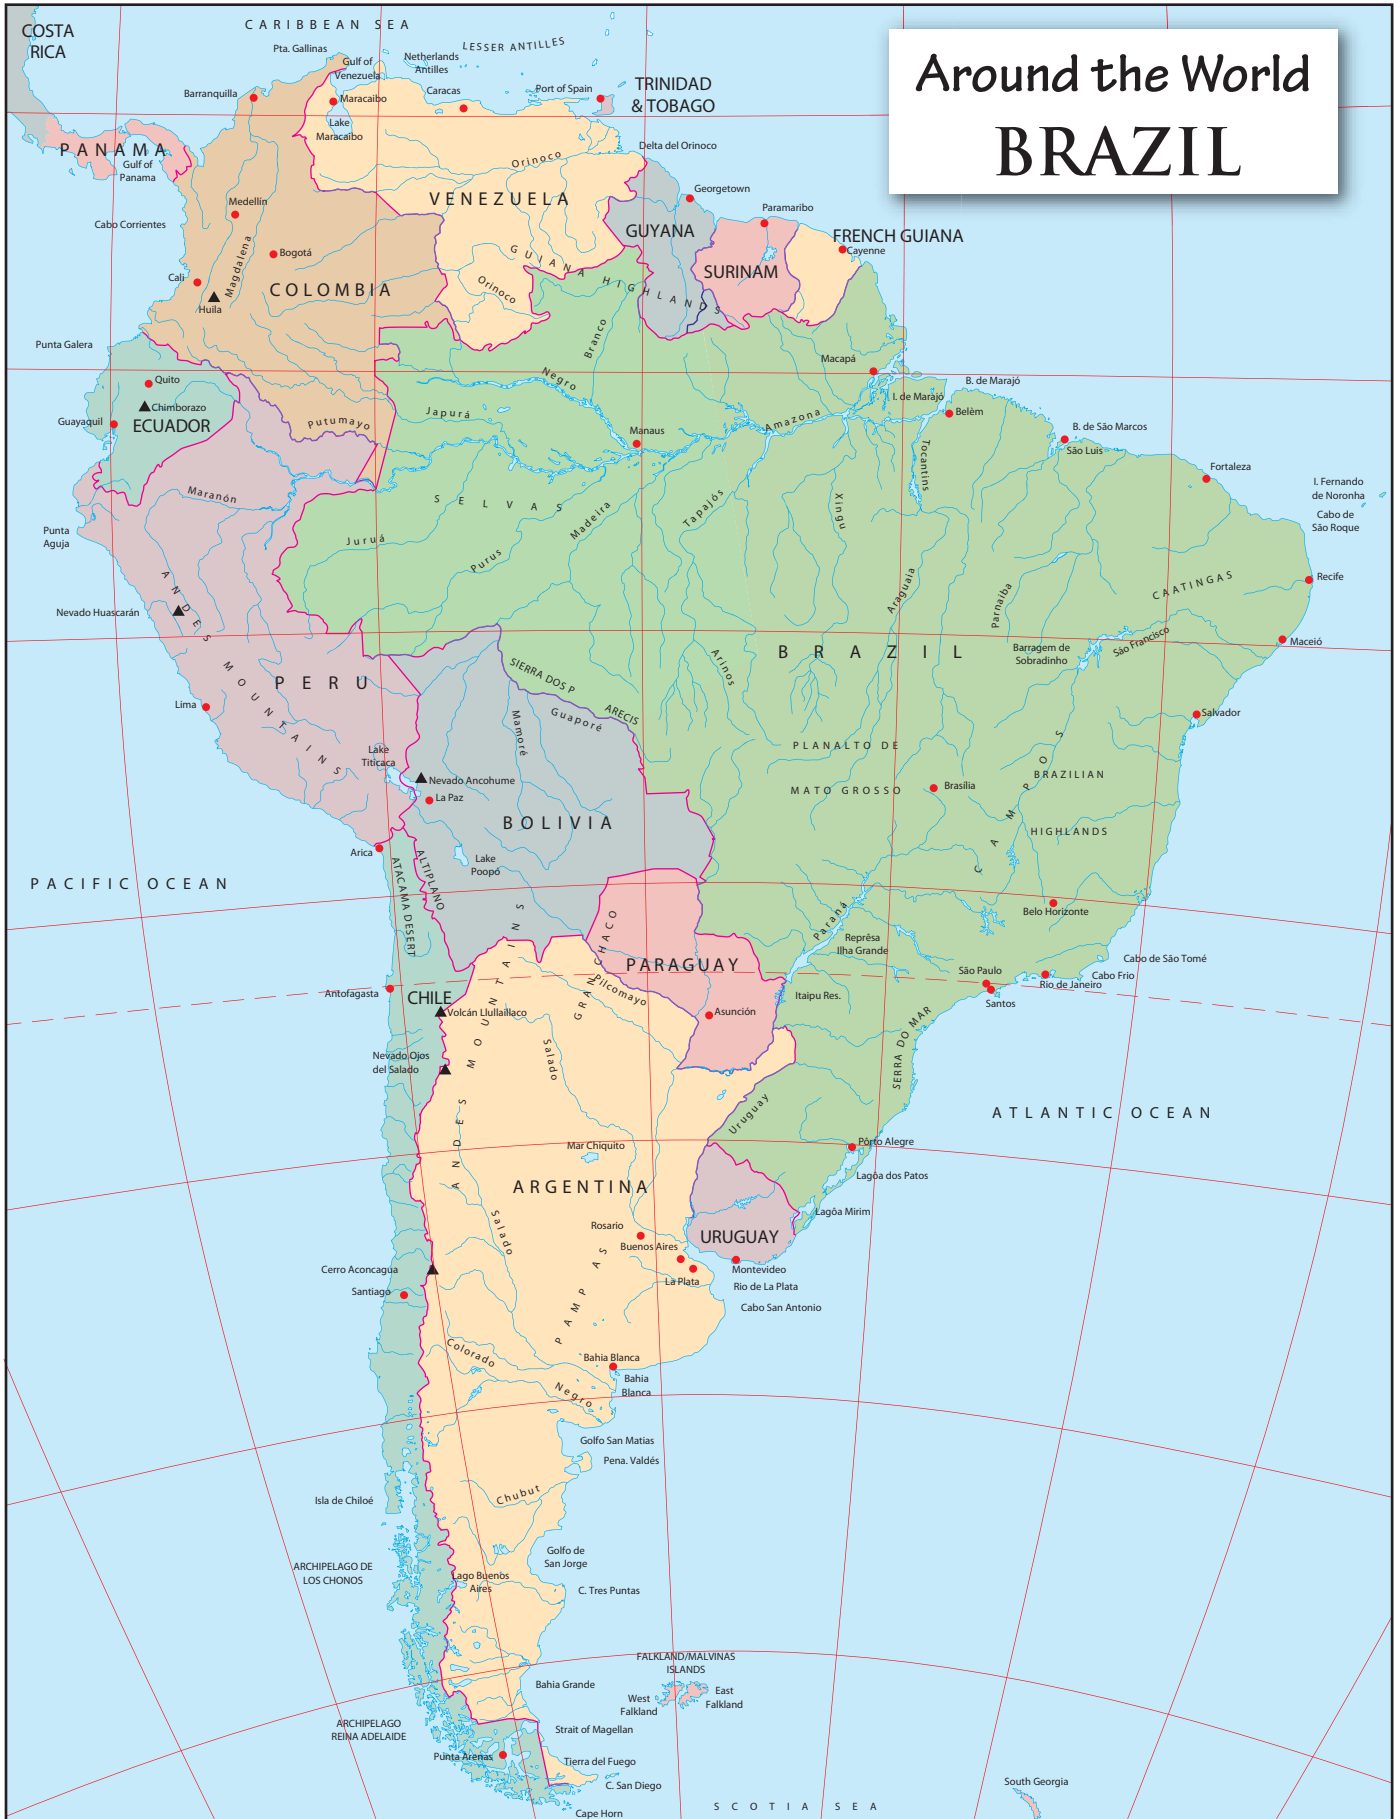 Around the World
BRAZIL
COSTA
RICA
CARIBBEAN SEA
LESSER ANTILLES
Pta. Gallinas
Gulf of
Venezuela
Netherlands
Antilles
Barranquilla
Maracaibo
Caracas
Port of Spain
TRINIDAD
& TOBAGO
Lake
Maracaibo
PANAMA
Gulf of
Panama
Orinoco
Delta del Orinoco
VENEZUELA
Georgetown
Medellín
Paramaribo
Cabo Corrientes
GUYANA
FRENCH GUIANA
Cayenne
Magdalena
Bogotá
GUIANA HIGHLANDS
SURINAM
Cali
COLOMBIA
Orinoco
Huila
Branco
Punta Galera
Macapá
Quito
Negro
B. de Marajó
I. de Marajó
Chimborazo
Japurá
Amazona
Belèm
Guayaquil
ECUADOR
Putumayo
Manaus
B. de São Marcos
São Luis
Tocantins
Fortaleza
Maranón
SELVAS
Madeira
Tapajós
Xingu
I. Fernando
de Noronha
Cabo de
São Roque
Punta
Aguja
Juruá
Purus
Araguaia
Parnaiba
CAATINGAS
Recife
Nevado Huascarán
ANDES MOUNTAINS
Arinos
BRAZIL
Barragem de
Sobradinho
São Francisco
Maceió
PERU
SIERRA DOS P
ARECIS
Lima
Mamoré
Guaporé
Salvador
Lake
Titicaca
PLANALTO DE
MATO GROSSO
CAMPOS
BRAZILIAN
HIGHLANDS
Nevado Ancohume
La Paz
Brasília
BOLIVIA
Arica
ATACAMA DESERT
ALTIPLANO
Lake
Poopó
PACIFIC OCEAN
Belo Horizonte
GRAN CHACO
Paraná
Reprêsa
Ilha Grande
PARAGUAY
Cabo de São Tomé
Cabo Frio
São Paulo
Rio de Janeiro
Santos
Pilcomayo
Itaipu Res.
Antofagasta
CHILE
Volcán Llullaillaco
Asunción
ANDES MOUNTAINS
SERRA DO MAR
Nevado Ojos
del Salado
Salado
Uruguay
ATLANTIC OCEAN
Mar Chiquito
Pôrto Alegre
Lagôa dos Patos
ARGENTINA
Lagôa Mirim
Salado
Rosario
Buenos Aires
URUGUAY
Cerro Aconcagua
Santiago
La Plata
Montevideo
Rio de La Plata
Cabo San Antonio
PAMPAS
Colorado
Bahia Blanca
Bahia
Blanca
Negro
Golfo San Matias
Pena. Valdés
Isla de Chiloé
Chubut
Golfo de
San Jorge
ARCHIPELAGO DE
LOS CHONOS
Lago Buenos
Aires
C. Tres Puntas
FALKLAND/MALVINAS
ISLANDS
Bahia Grande
West
Falkland
East
Falkland
ARCHIPELAGO
REINA ADELAIDE
Strait of Magellan
Punta Arenas
Tierra del Fuego
C. San Diego
South Georgia
Cape Horn
SCOTIA SEA